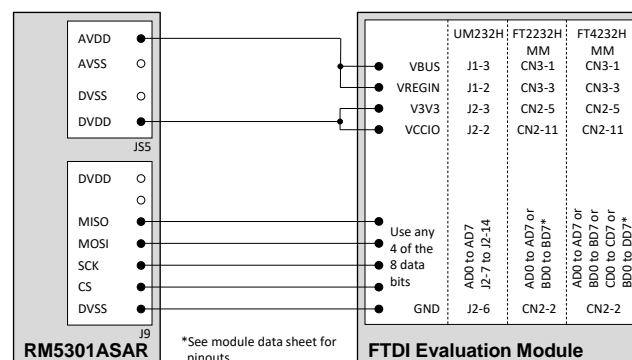 AVDD
AVSS
DVSS
DVDD
JS5
DVDD
MISO
MOSI
SCK
CS
DVSS
J9
RM5301ASAR
*See module data sheet for
pinouts
UM232H FT2232H FT4232H
MM MM
VBUS J1-3 CN3-1 CN3-1
VREGIN J1-2 CN3-3 CN3-3
V3V3 J2-3 CN2-5 CN2-5
VCCIO J2-2 CN2-11 CN2-11
Use any
4 of the
8 data
bits
AD0 to AD7
J2-7 to J2-14
AD0 to AD7 or
BD0 to BD7*
AD0 to AD7 or
BD0 to BD7 or
CD0 to CD7 or
BD0 to DD7*
GND J2-6 CN2-2 CN2-2
FTDI Evaluation Module